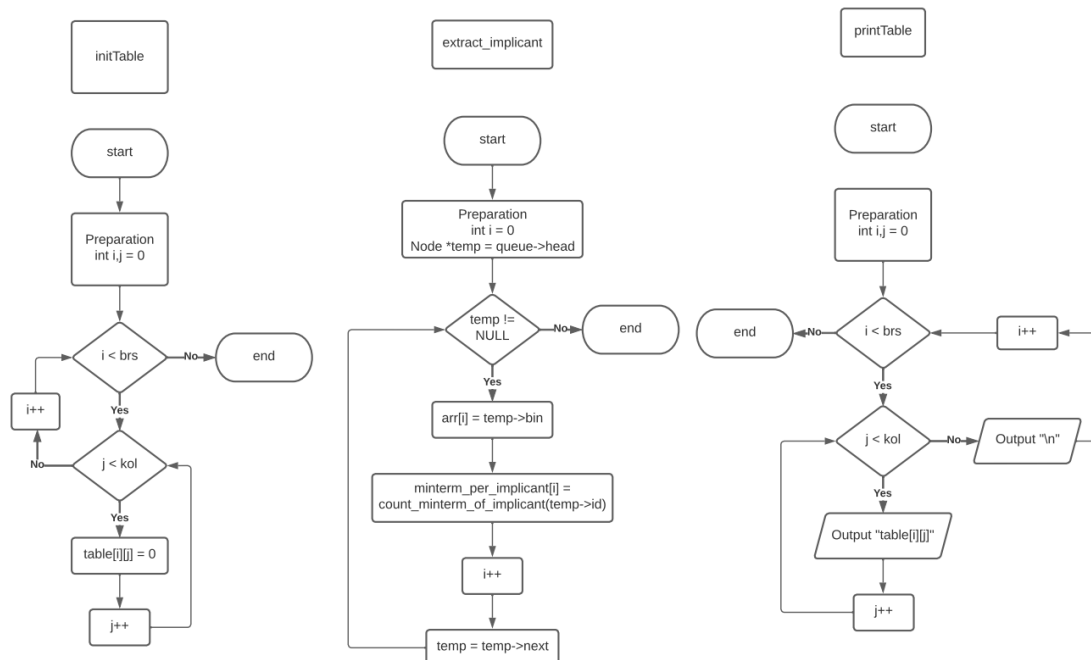 initTable
start
Preparation
int i,j = 0
i < brs
No
end
Yes
i++
j < kol
No
Yes
table[i][j] = 0
j++
extract_implicant
start
Preparation
int i = 0
Node *temp = queue->head
temp !=
NULL
No
end
Yes
arr[i] = temp->bin
minterm_per_implicant[i] =
count_minterm_of_implicant(temp->id)
i++
temp = temp->next
printTable
start
Preparation
int i,j = 0
end
No
i < brs
i++
Yes
j < kol
No
Output "\n"
Yes
Output "table[i][j]"
j++